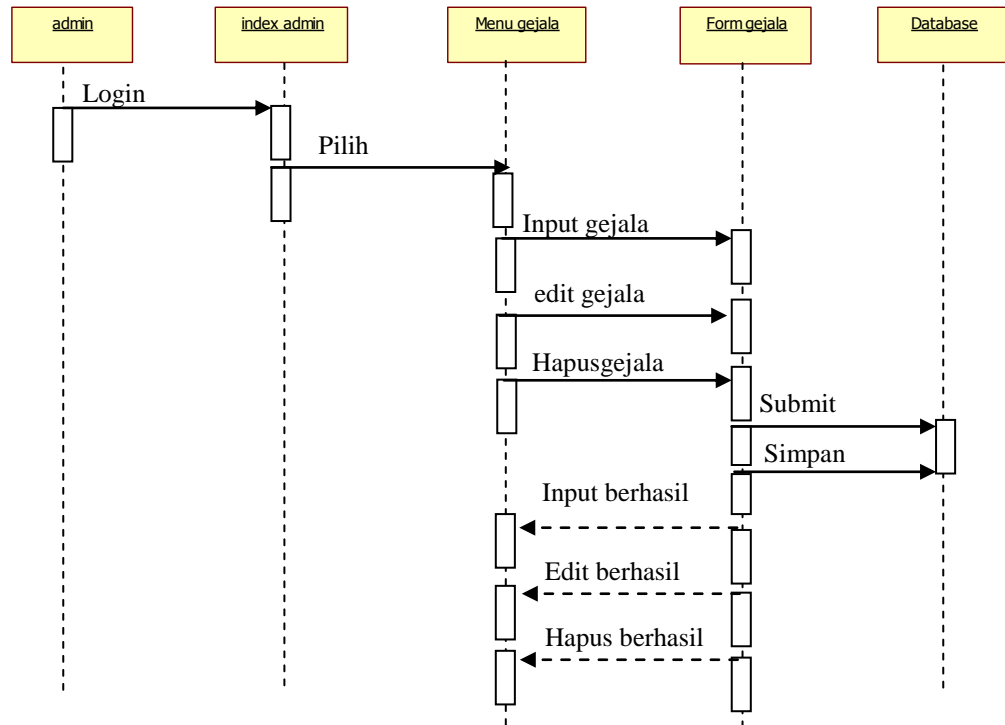 admin
index admin
Menu gejala
Form gejala
Database
Login
Pilih
Input gejala
edit gejala
Hapusgejala
Submit
Simpan
Input berhasil
Edit berhasil
Hapus berhasil